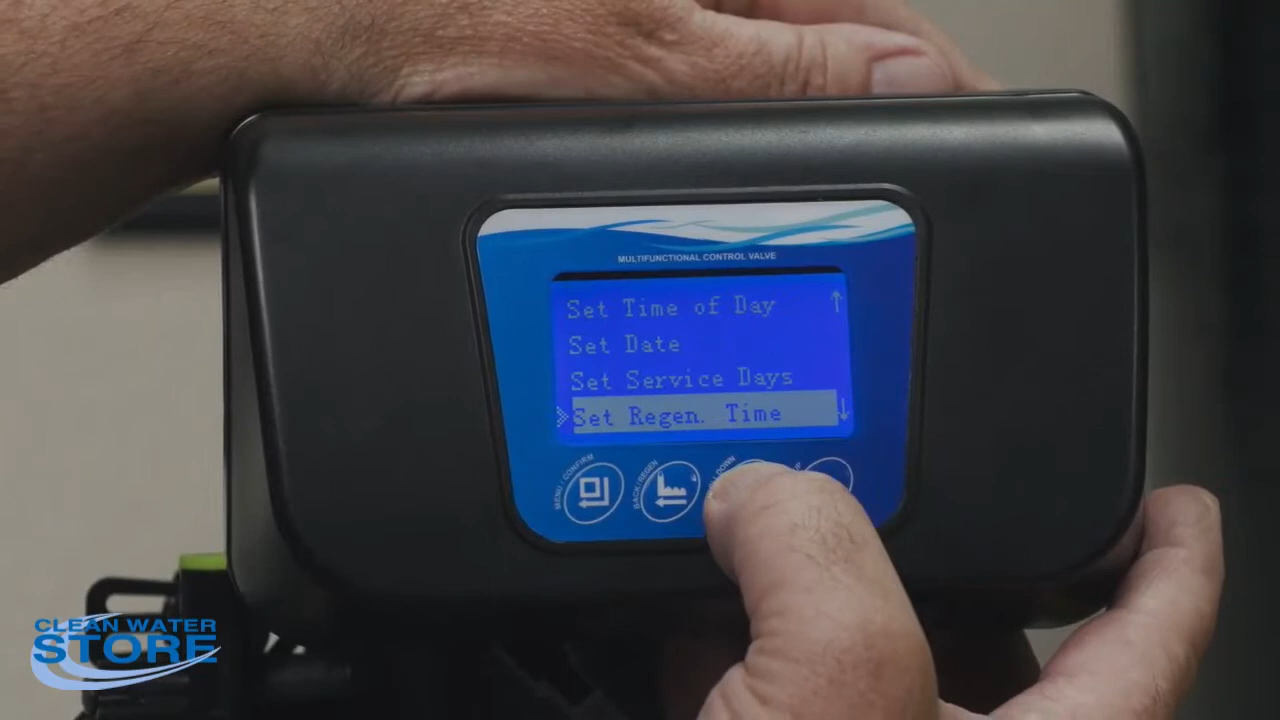 MULTIFUNCTIONAL CONTROL VALVE
Set Time of Day
Set Date
Set Service Days
Set Regen. Time
MENU / CONFIRM
BACK / REGEN
DOWN
CLEAN WATER
STORE